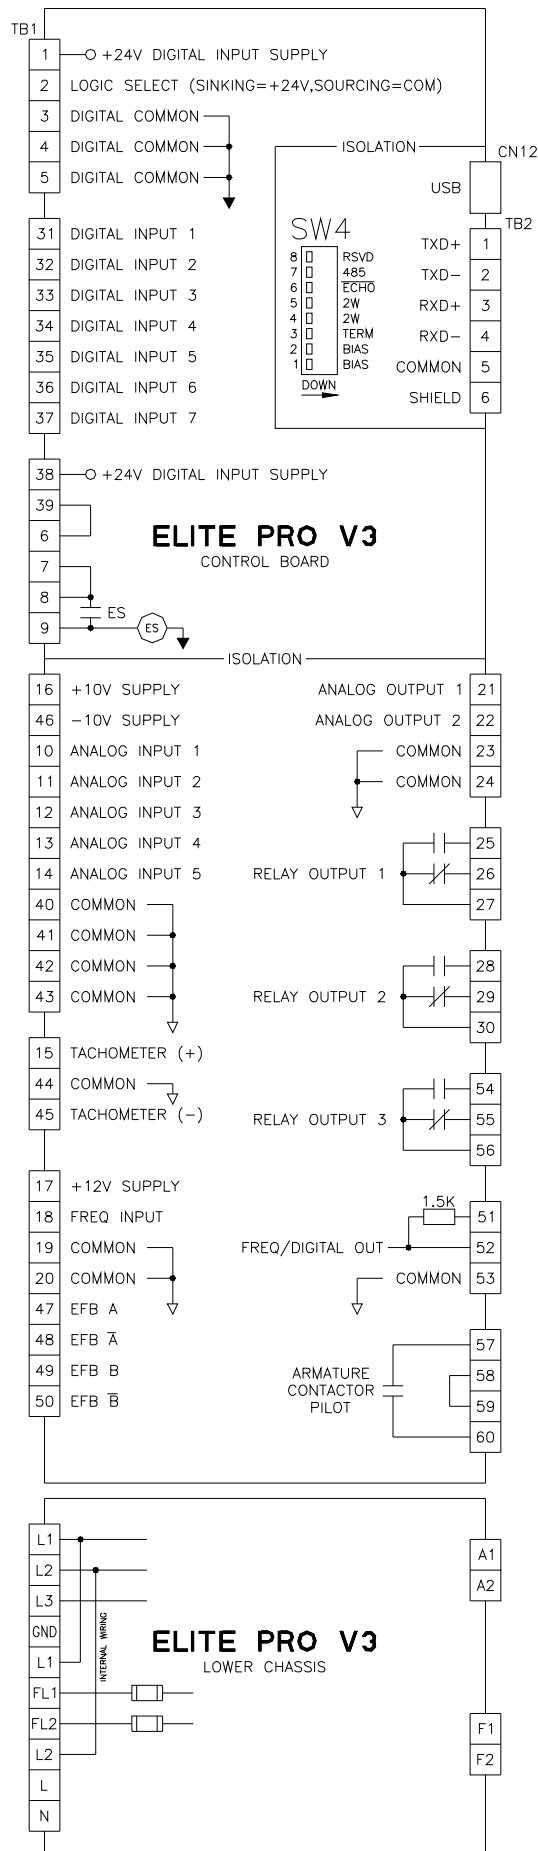 TB1
1 +24V DIGITAL INPUT SUPPLY
2 LOGIC SELECT (SINKING=+24V,SOURCING=COM)
3 DIGITAL COMMON
4 DIGITAL COMMON
5 DIGITAL COMMON
31 DIGITAL INPUT 1
32 DIGITAL INPUT 2
33 DIGITAL INPUT 3
34 DIGITAL INPUT 4
35 DIGITAL INPUT 5
36 DIGITAL INPUT 6
37 DIGITAL INPUT 7
ISOLATION
CN12
USB
TB2
TXD+ 1
TXD- 2
RXD+ 3
RXD- 4
COMMON 5
SHIELD 6
SW4
8 RSVD
7 485
6 E̅C̅H̅O̅
5 2W
4 2W
3 TERM
2 BIAS
1 BIAS
DOWN
38 +24V DIGITAL INPUT SUPPLY
39
6
7
8
9
ES
ES
ELITE PRO V3
CONTROL BOARD
ISOLATION
16 +10V SUPPLY
46 -10V SUPPLY
10 ANALOG INPUT 1
11 ANALOG INPUT 2
12 ANALOG INPUT 3
13 ANALOG INPUT 4
14 ANALOG INPUT 5
40 COMMON
41 COMMON
42 COMMON
43 COMMON
15 TACHOMETER (+)
44 COMMON
45 TACHOMETER (-)
17 +12V SUPPLY
18 FREQ INPUT
19 COMMON
20 COMMON
47 EFB A
48 EFB A̅
49 EFB B
50 EFB B̅
ANALOG OUTPUT 1 21
ANALOG OUTPUT 2 22
COMMON 23
COMMON 24
25
RELAY OUTPUT 1 26
27
28
RELAY OUTPUT 2 29
30
54
RELAY OUTPUT 3 55
56
1.5K 51
FREQ/DIGITAL OUT 52
COMMON 53
57
58
59
60
ARMATURE
CONTACTOR
PILOT
L1
L2
L3
GND
L1
FL1
FL2
L2
L
N
INTERNAL WIRING
ELITE PRO V3
LOWER CHASSIS
A1
A2
F1
F2